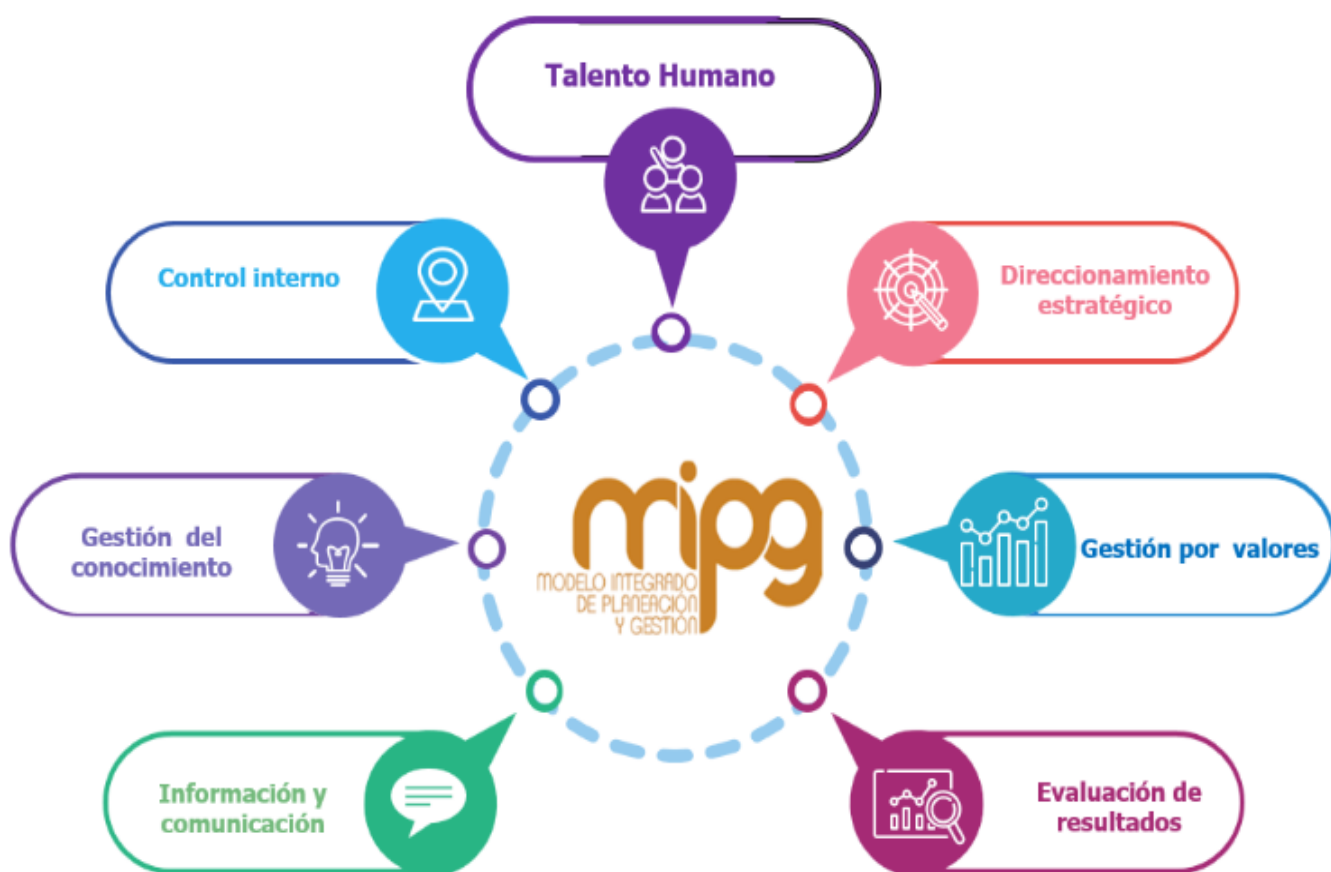 Talento Humano
Control interno
Direccionamiento
estratégico
Gestión del
conocimiento
mipg
MODELO INTEGRADO
DE PLANEACIÓN
Y GESTIÓN
Gestión por valores
Información y
comunicación
Evaluación de
resultados